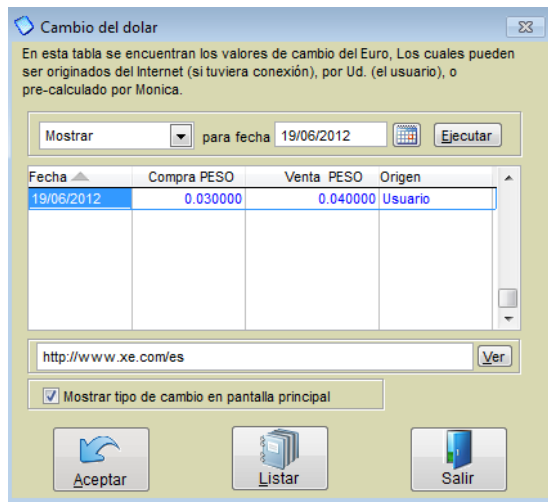 Cambio del dolar
En esta tabla se encuentran los valores de cambio del Euro, Los cuales pueden
ser originados del Internet (si tuviera conexión), por Ud. (el usuario), o
pre-calculado por Monica.
Mostrar para fecha 19/06/2012 Ejecutar
Fecha Compra PESO Venta PESO Origen
19/06/2012 0.030000 0.040000 Usuario
http://www.xe.com/es Ver
Mostrar tipo de cambio en pantalla principal
Aceptar Listar Salir